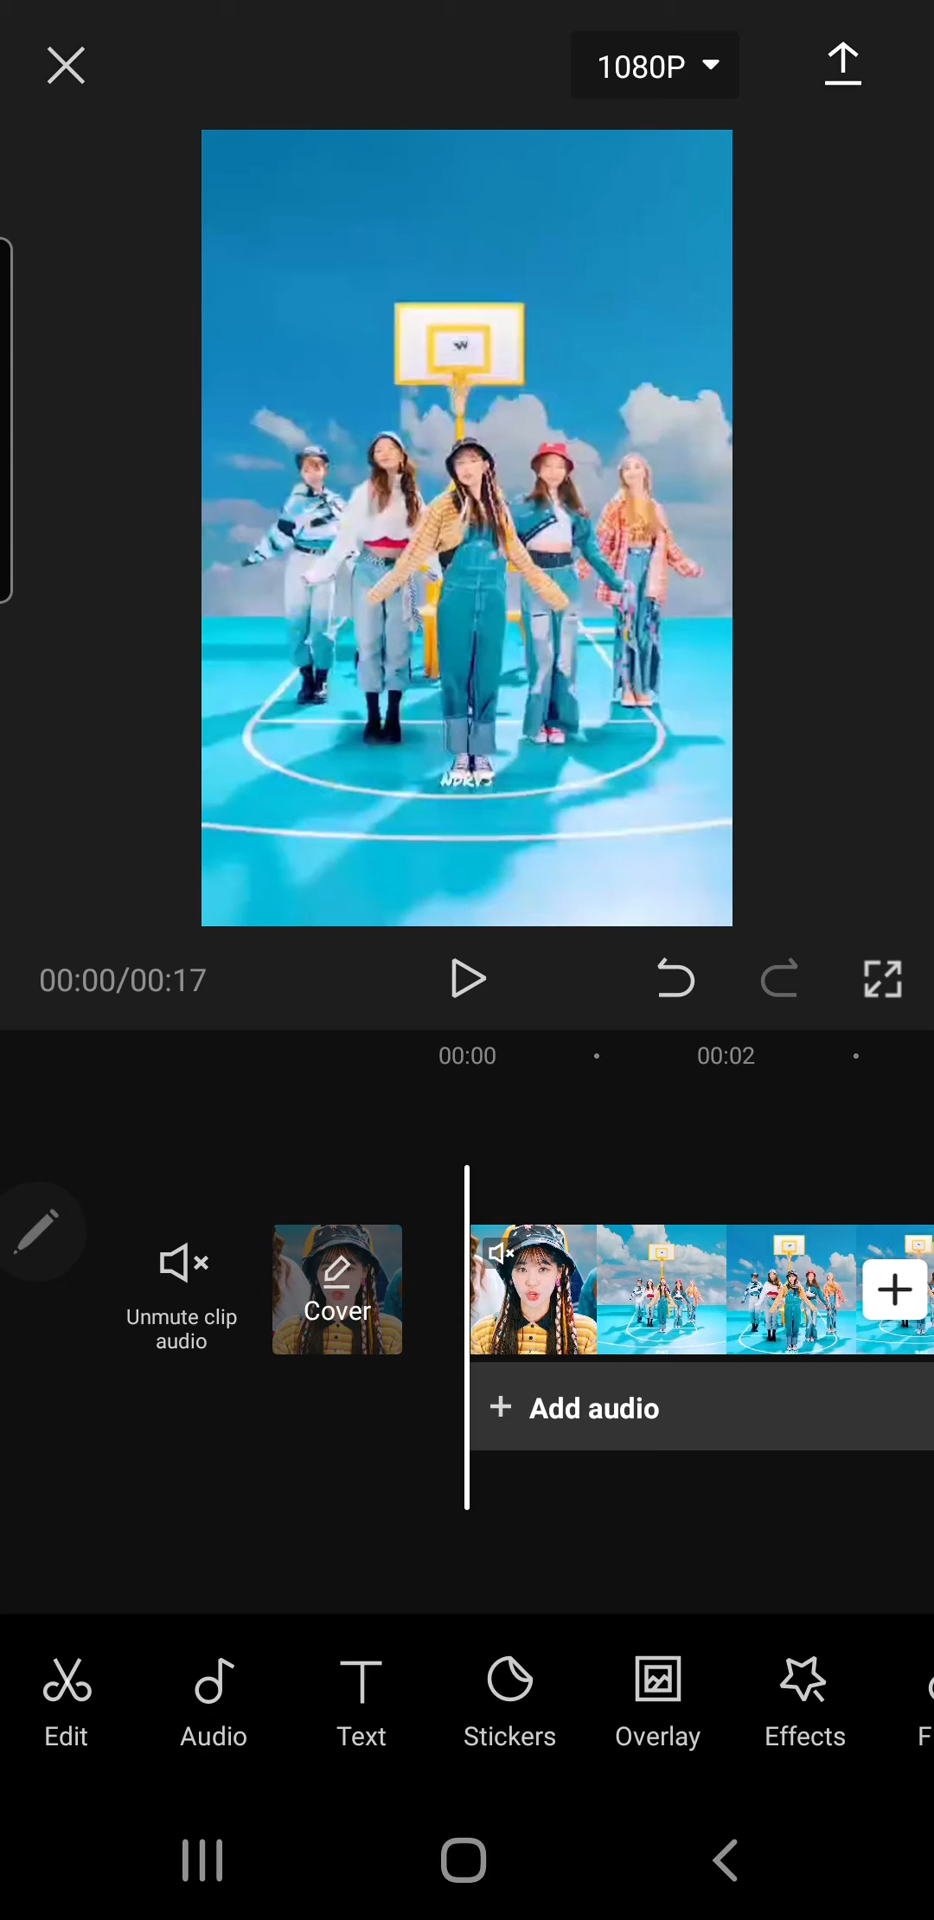 1080P
NDRVS
00:00/00:17
00:00
00:02
Unmute clip
audio
Cover
+ Add audio
Edit
Audio
Text
Stickers
Overlay
Effects
F